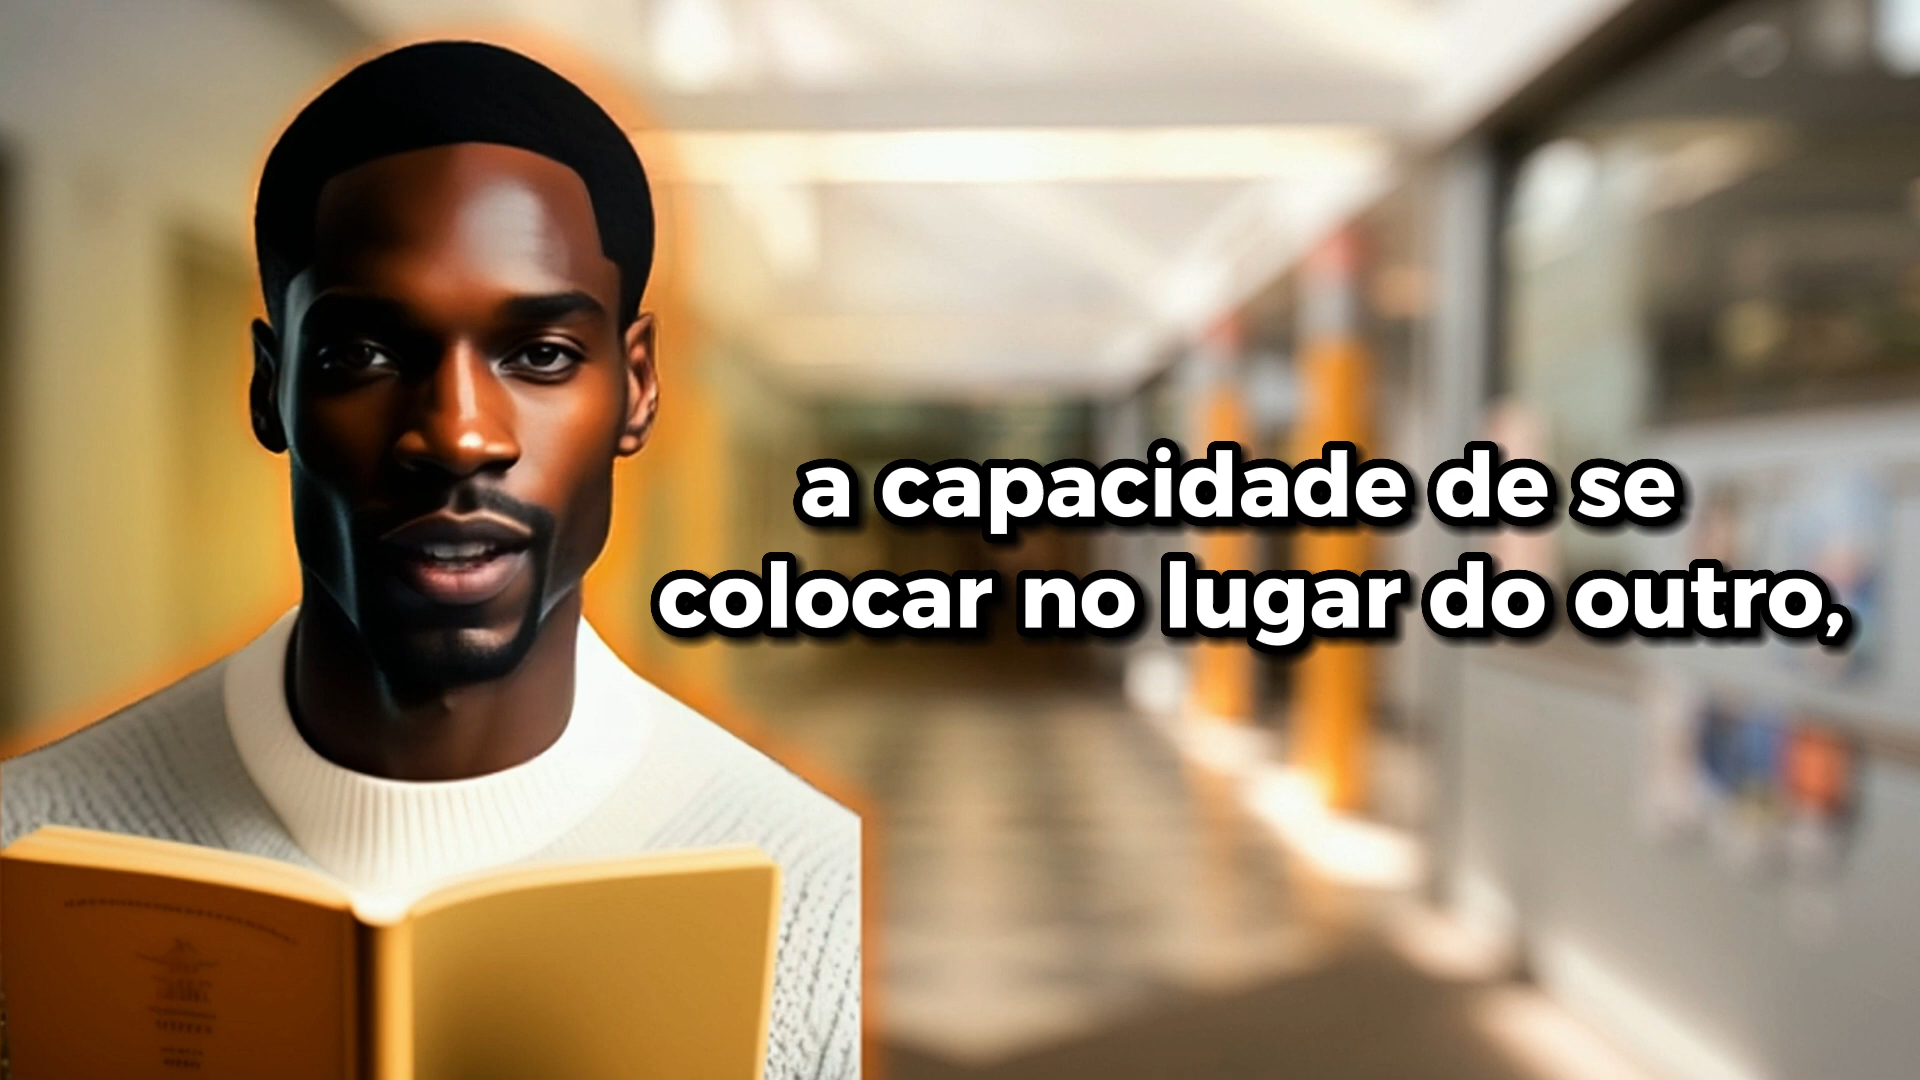 a capacidade de se
colocar no lugar do outro,